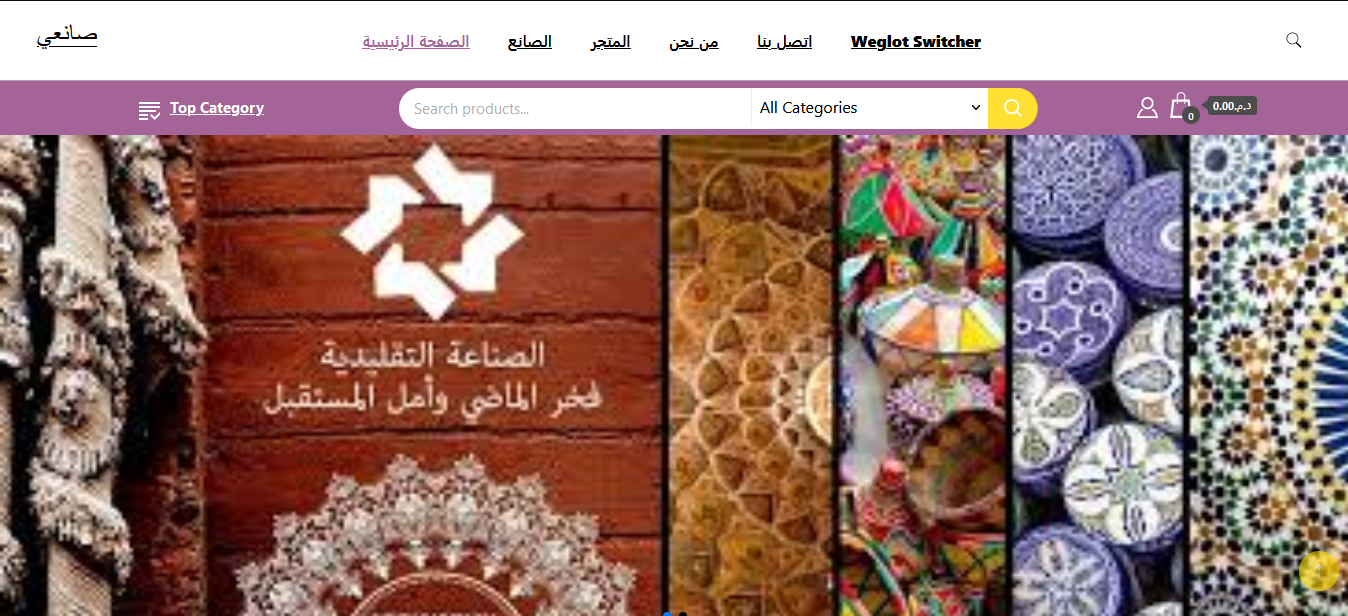 صانعي
الصفحة الرئيسية
الصانع
المتجر
من نحن
اتصل بنا
Weglot Switcher
Top Category
Search products...
All Categories
0
د.م.0.00
الصناعة التقليدية
فخر الماضي وأمل المستقبل